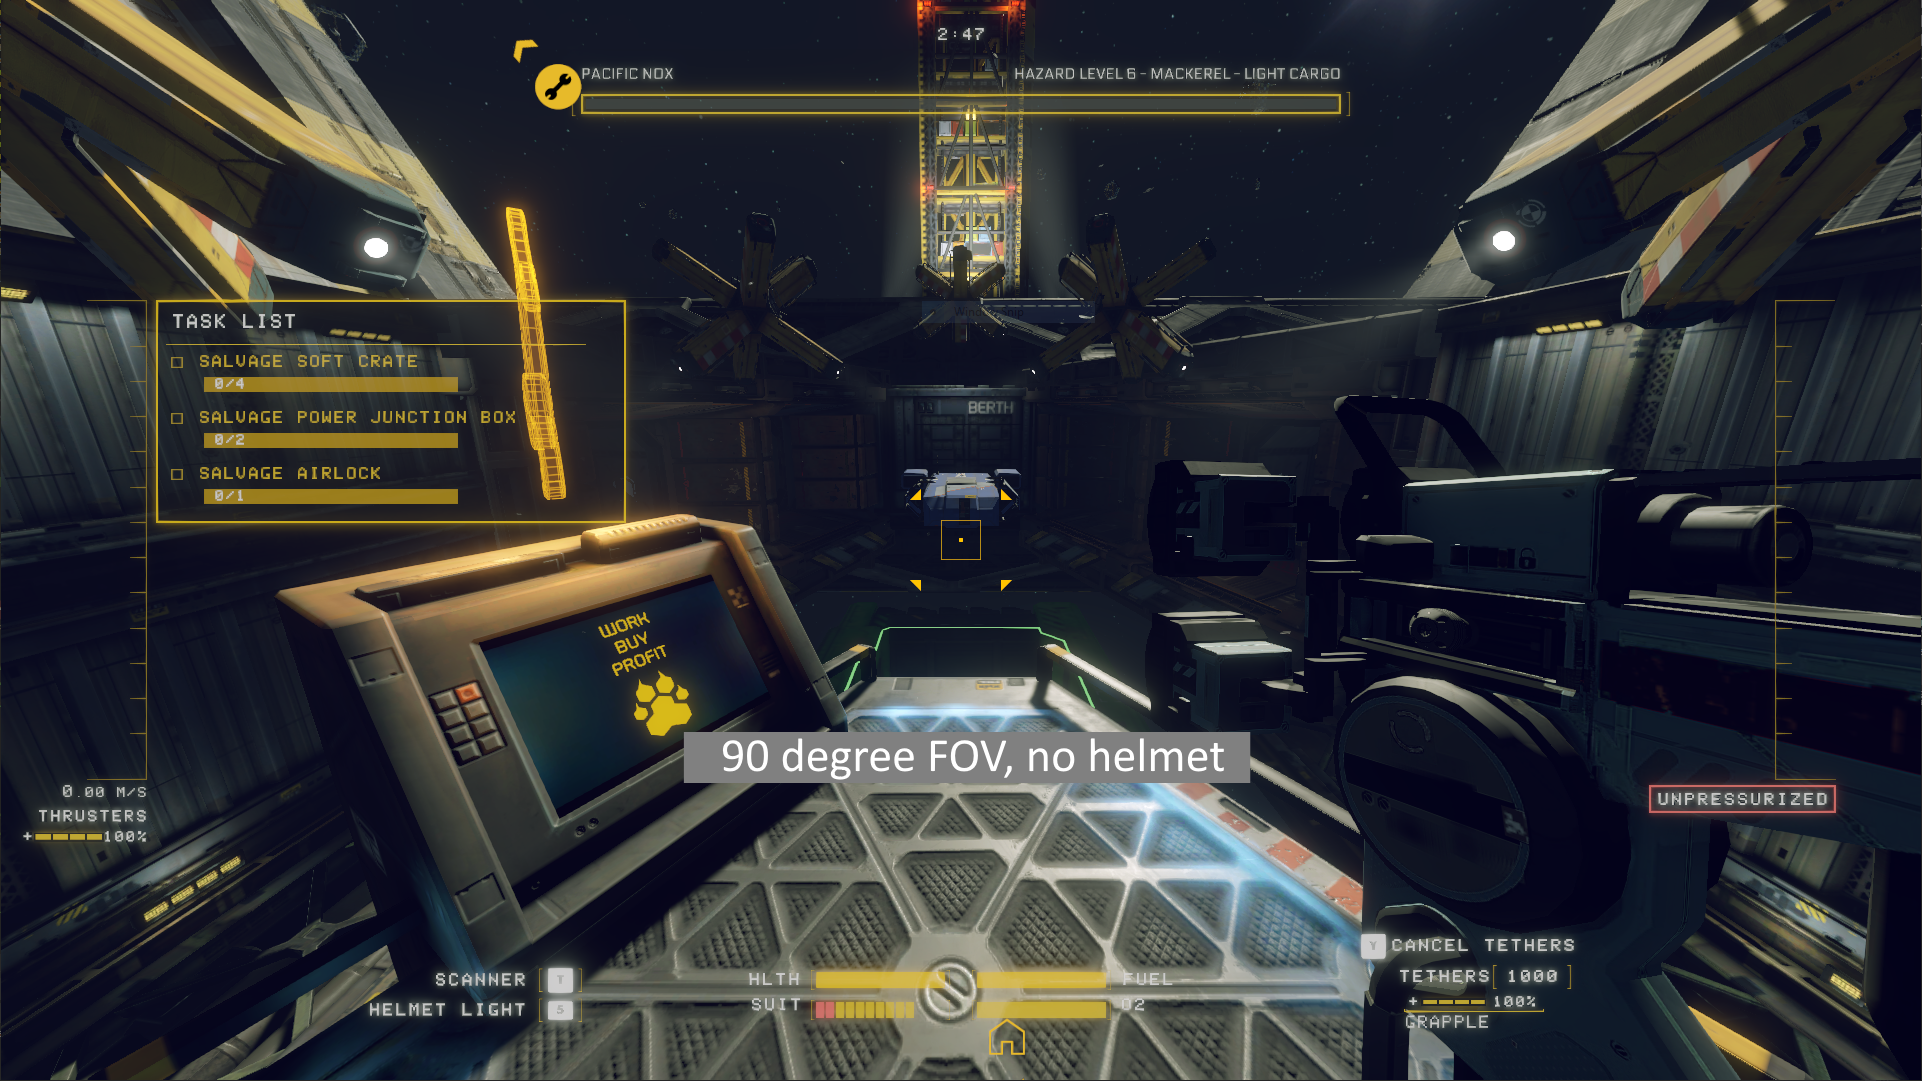 2:47
PACIFIC NOX
HAZARD LEVEL 6 - MACKEREL - LIGHT CARGO
TASK LIST
SALVAGE SOFT CRATE
0/4
SALVAGE POWER JUNCTION BOX
0/2
SALVAGE AIRLOCK
0/1
BERTH
WORK
BUY
PROFIT
90 degree FOV, no helmet
0.00 M/S
THRUSTERS
+ 100%
UNPRESSURIZED
SCANNER [ T ]
HELMET LIGHT [ S ]
HLTH
SUIT
FUEL
O2
Y CANCEL TETHERS
TETHERS[ 1000 ]
+ 100%
GRAPPLE